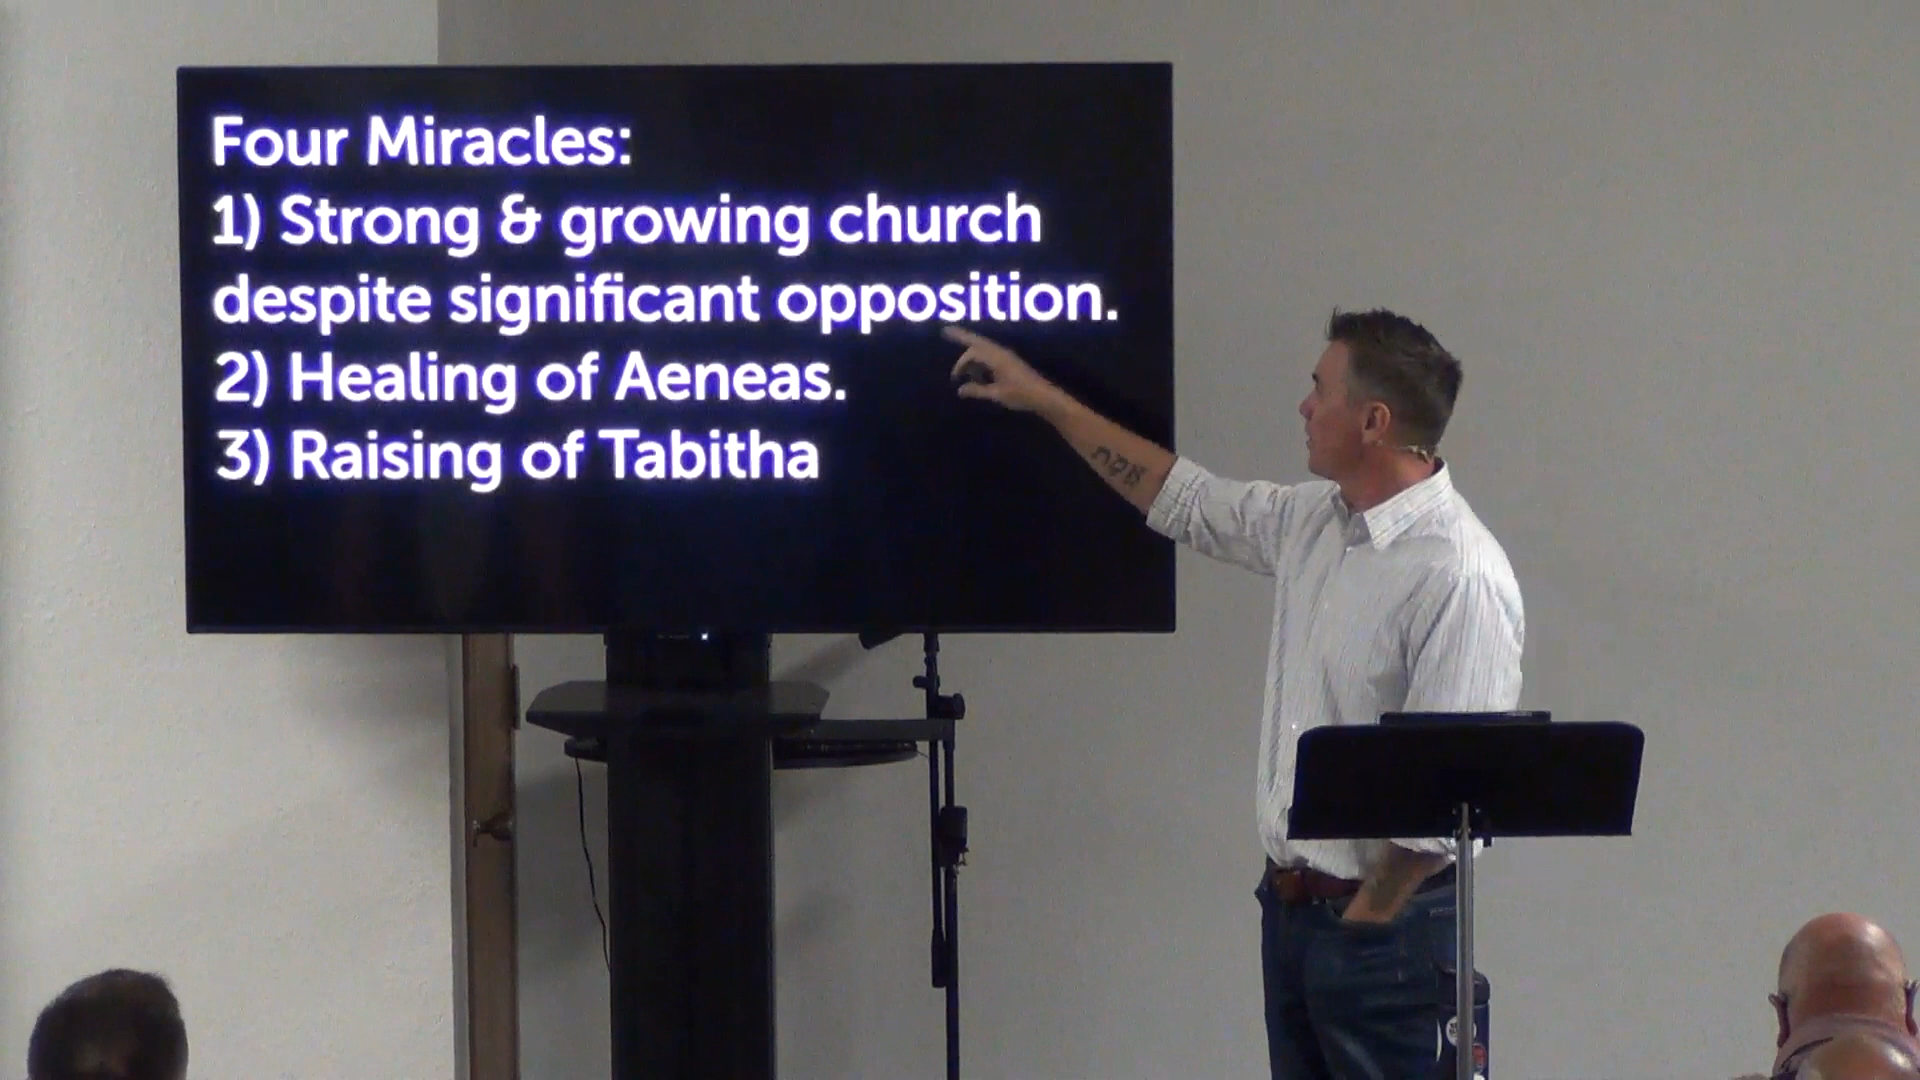 Four Miracles:
1) Strong & growing church
despite significant opposition.
2) Healing of Aeneas.
3) Raising of Tabitha